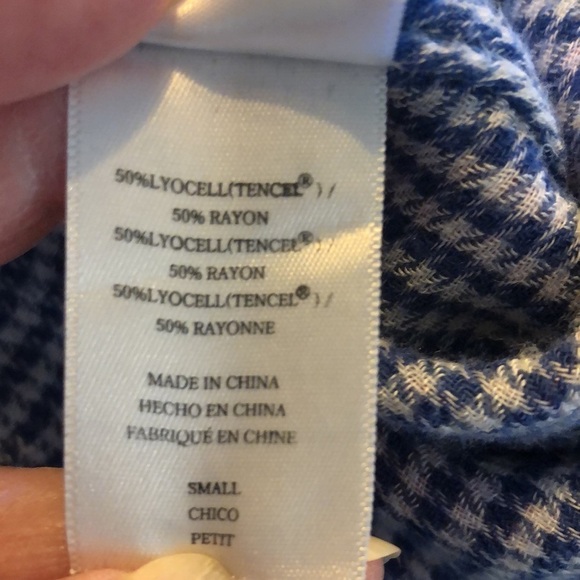 50%LYOCELL(TENCEL®)/
50% RAYON
50%LYOCELL(TENCEL®)/
50% RAYON
50%LYOCELL(TENCEL®)/
50% RAYONNE
MADE IN CHINA
HECHO EN CHINA
FABRIQUÉ EN CHINE
SMALL
CHICO
PETIT